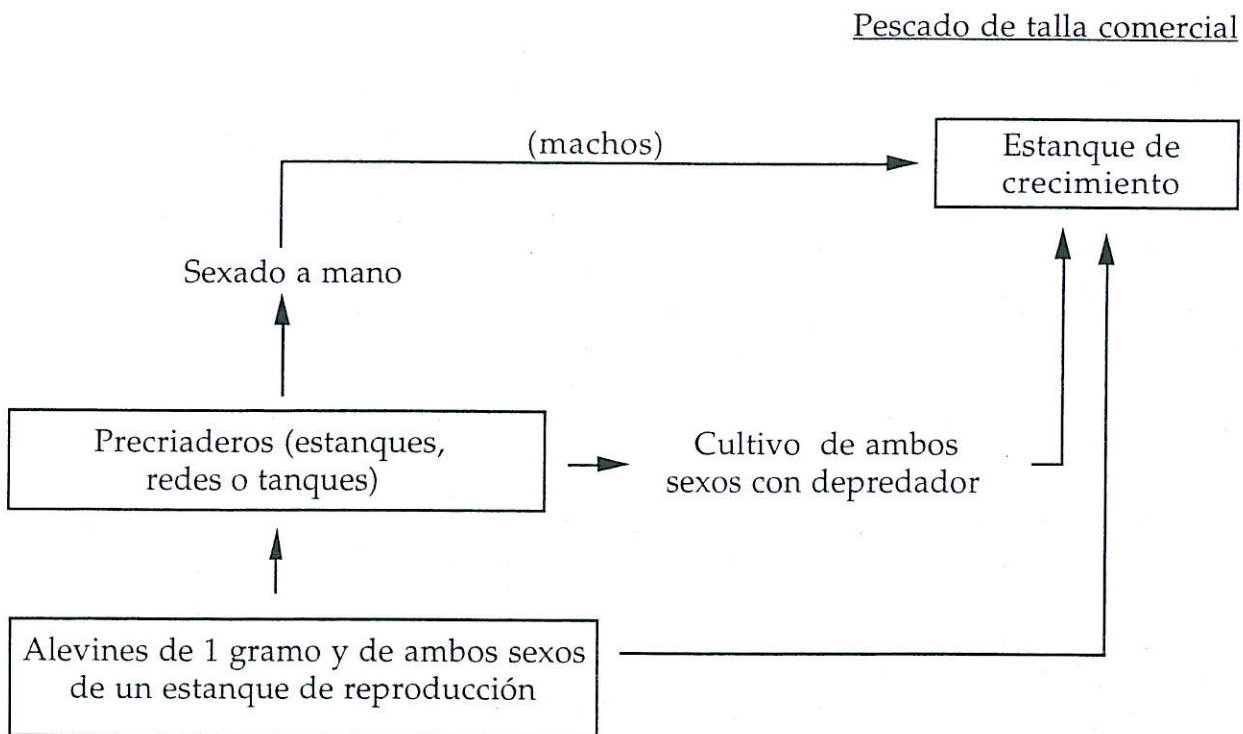 Pescado de talla comercial
(machos)
Estanque de
crecimiento
Sexado a mano
Precriaderos (estanques,
redes o tanques)
Cultivo de ambos
sexos con depredador
Alevines de 1 gramo y de ambos sexos
de un estanque de reproducción